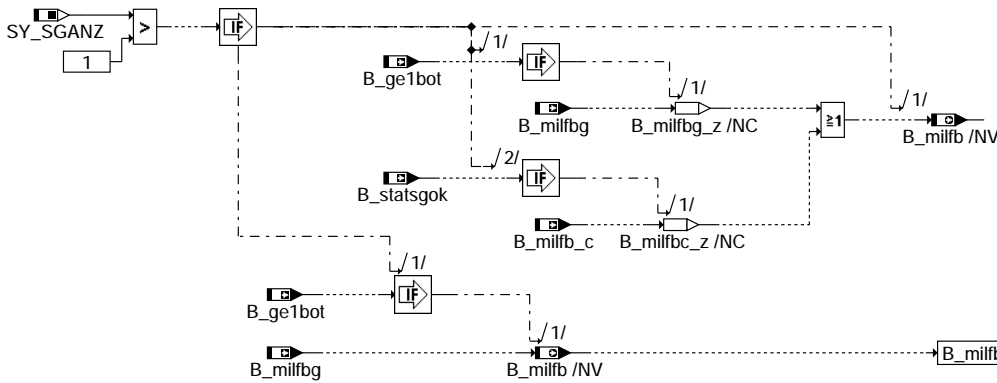 SY_SGANZ
>
IF
1
/1/
B_ge1bot
IF
/1/
B_milfbg
B_milfbg_z /NC
≥1
/1/
B_milfb /NV
/2/
B_statsgok
IF
/1/
B_milfb_c
B_milfbc_z /NC
/1/
B_ge1bot
IF
/1/
B_milfbg
B_milfb /NV
B_milfb